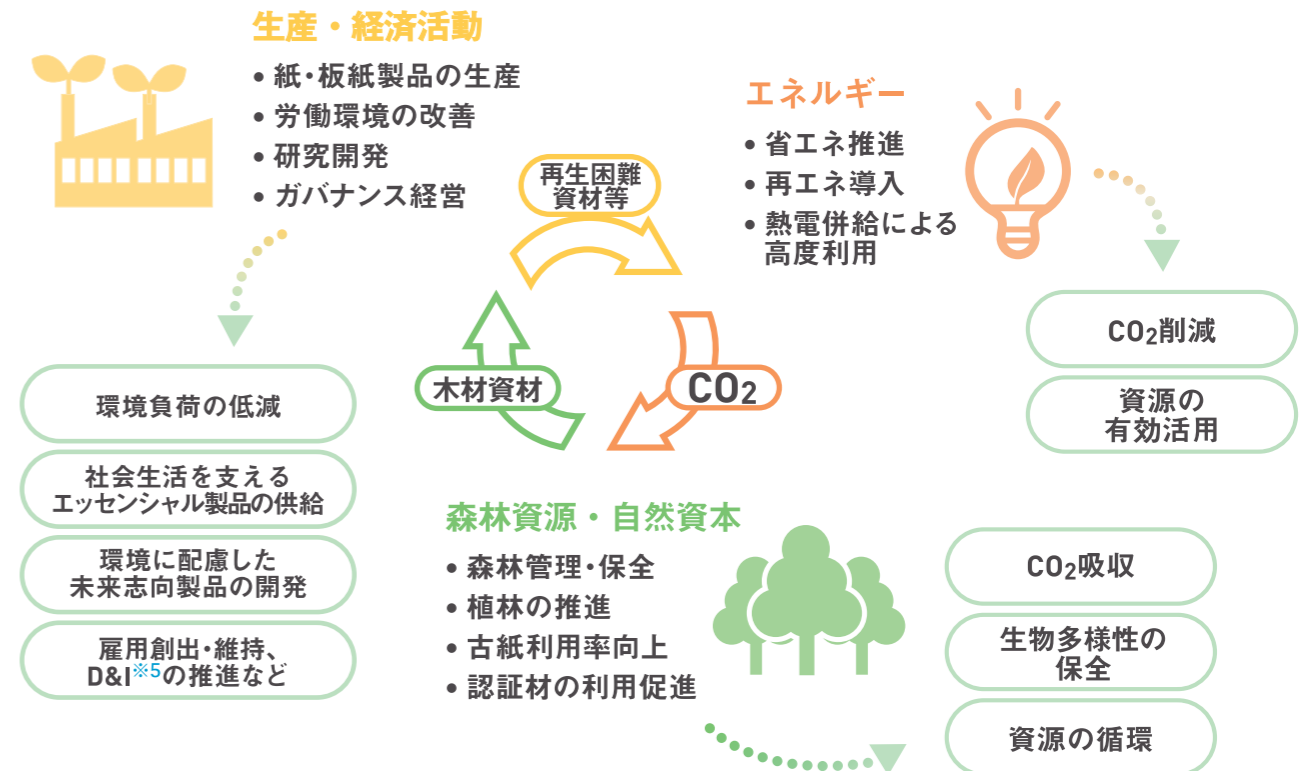 生産・経済活動
• 紙・板紙製品の生産
• 労働環境の改善
• 研究開発
• ガバナンス経営
再生困難
資材等
エネルギー
• 省エネ推進
• 再エネ導入
• 熱電併給による
高度利用
CO2削減
資源の
有効活用
木材資材
CO2
環境負荷の低減
社会生活を支える
エッセンシャル製品の供給
環境に配慮した
未来志向製品の開発
雇用創出・維持、
D&I※5の推進など
森林資源・自然資本
• 森林管理・保全
• 植林の推進
• 古紙利用率向上
• 認証材の利用促進
CO2吸収
生物多様性の
保全
資源の循環